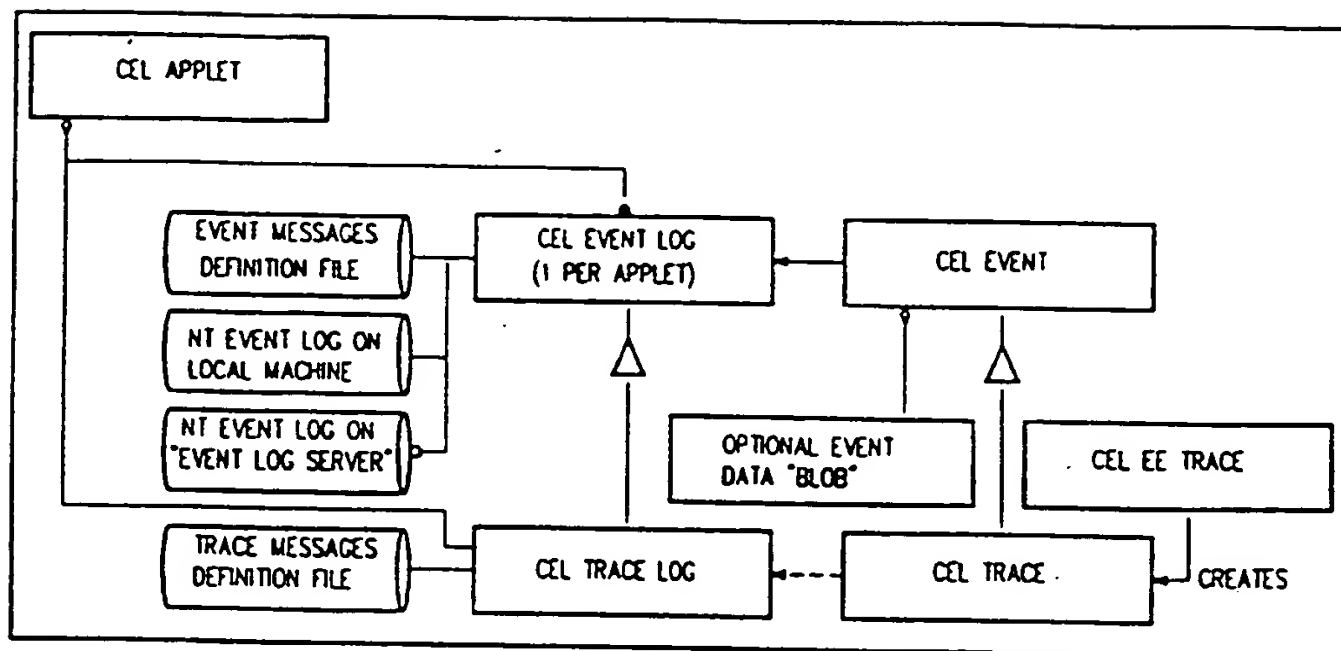 CEL APPLET
EVENT MESSAGES
DEFINITION FILE
CEL EVENT LOG
(1 PER APPLET)
CEL EVENT
NT EVENT LOG ON
LOCAL MACHINE
NT EVENT LOG ON
"EVENT LOG SERVER"
OPTIONAL EVENT
DATA "BLOB"
CEL EE TRACE
TRACE MESSAGES
DEFINITION FILE
CEL TRACE LOG
CEL TRACE
CREATES